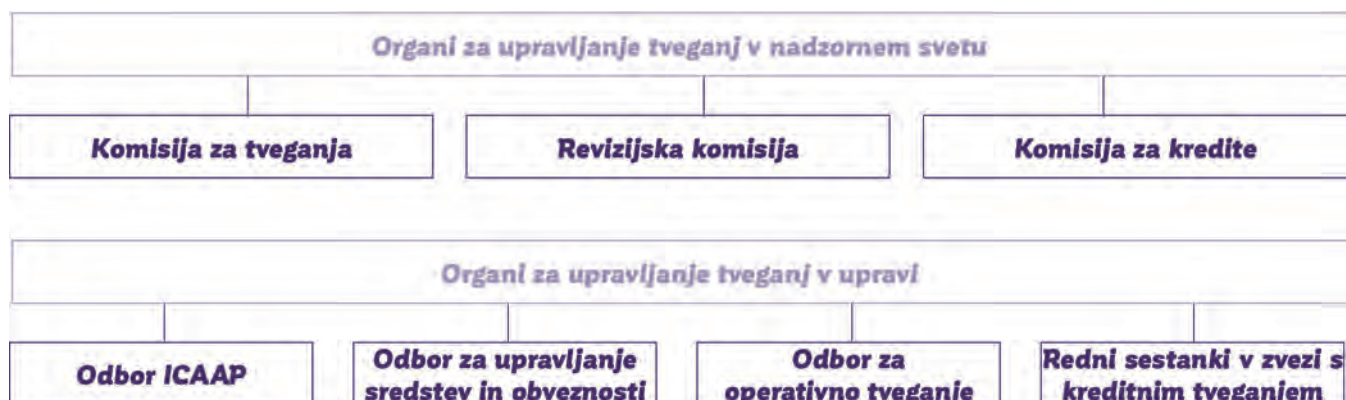 Organi za upravljanje tveganj v nadzornem svetu
Komisija za tveganja
Revizijska komisija
Komisija za kredite
Organi za upravljanje tveganj v upravi
Odbor ICAAP
Odbor za upravljanje
sredstev in obveznosti
Odbor za
operativno tveganje
Redni sestanki v zvezi s
kreditnim tveganjem